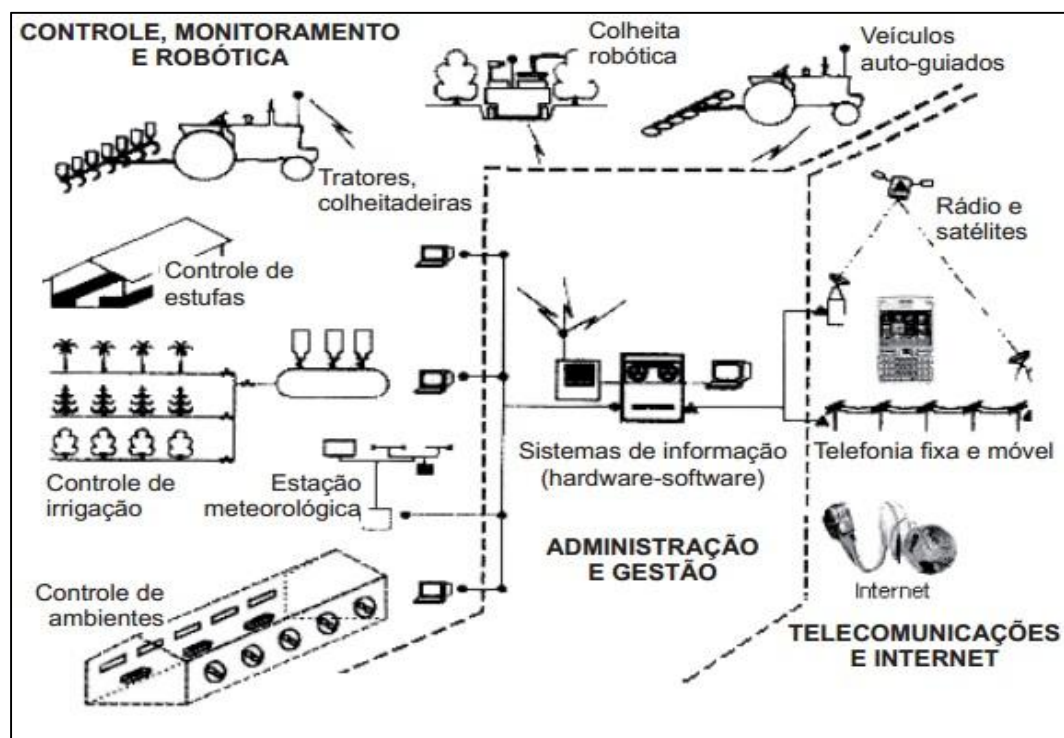 CONTROLE, MONITORAMENTO
E ROBÓTICA
Colheita
robótica
Veículos
auto-guiados
Tratores,
colheitadeiras
Rádio e
satélites
Controle de
estufas
Controle de
irrigação
Estação
meteorológica
Sistemas de informação
(hardware-software)
Telefonia fixa e móvel
ADMINISTRAÇÃO
E GESTÃO
Internet
Controle de
ambientes
TELECOMUNICAÇÕES
E INTERNET